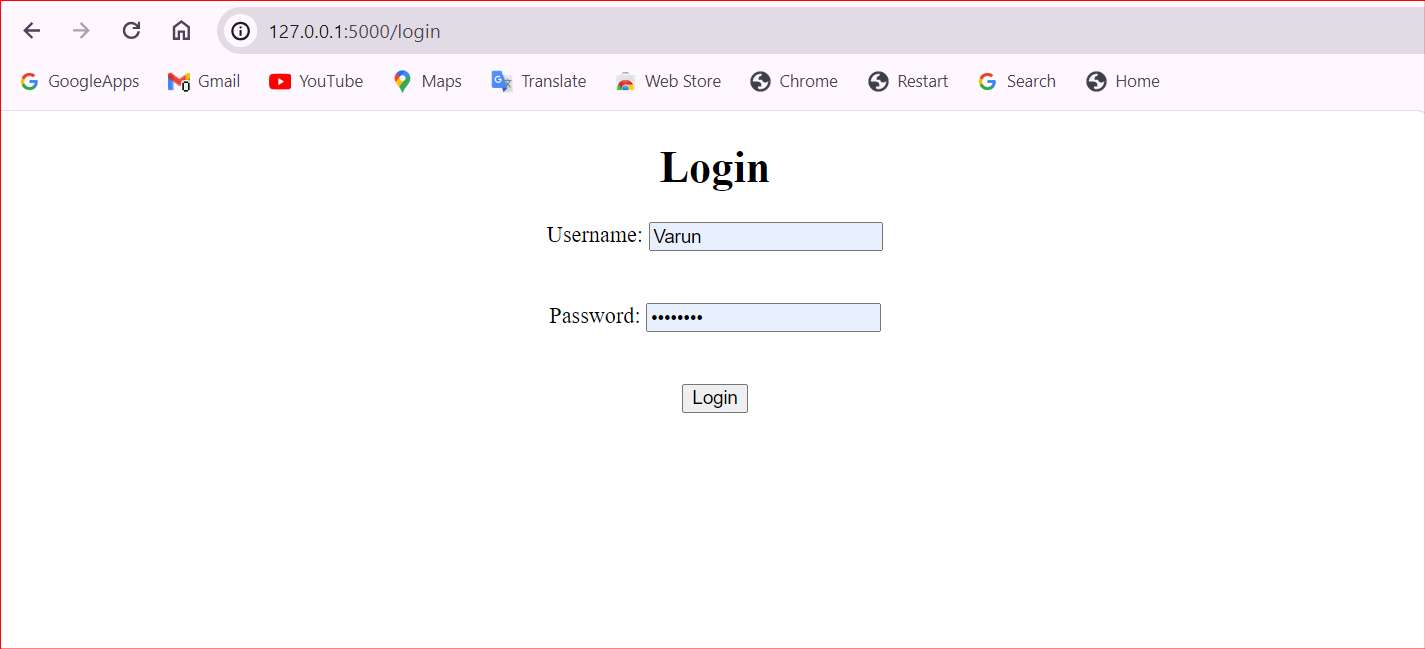 127.0.0.1:5000/login
GoogleApps Gmail YouTube Maps Translate Web Store Chrome Restart Search Home
Login
Username: Varun
Password: ••••••••
Login